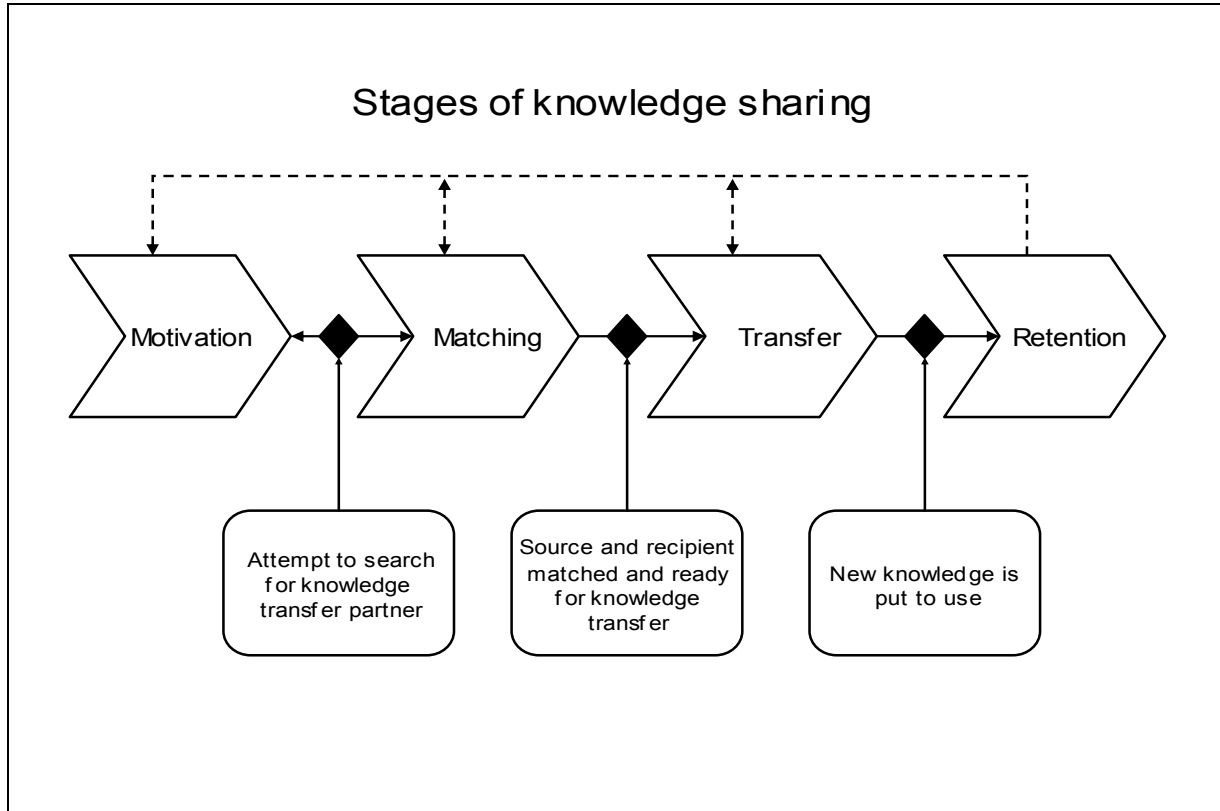 Stages of knowledge sharing
Motivation
Matching
Transfer
Retention
Attempt to search
for knowledge
transfer partner
Source and recipient
matched and ready
for knowledge
transfer
New knowledge is
put to use